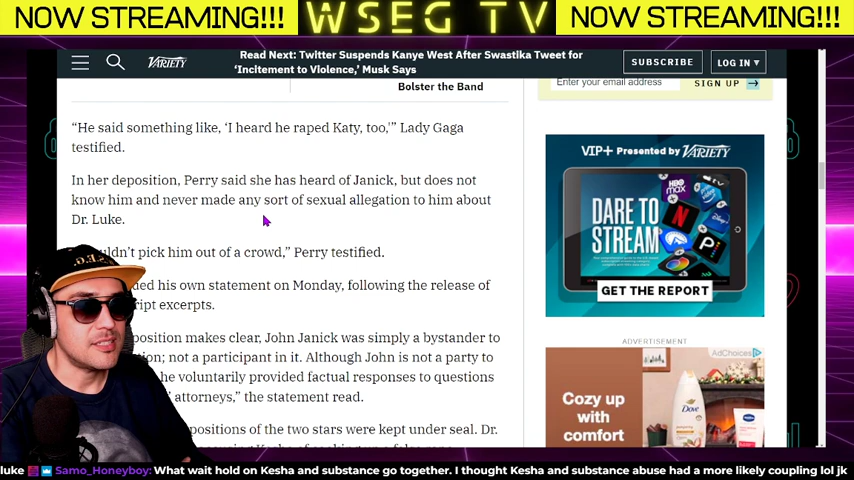 NOW STREAMING!!!
WSEG TV
NOW STREAMING!!!
VARIETY
Read Next: Twitter Suspends Kanye West After Swastika Tweet for
‘Incitement to Violence,’ Musk Says
SUBSCRIBE
LOG IN ▾
Bolster the Band
Enter your email address
SIGN UP →
“He said something like, ‘I heard he raped Katy, too,’” Lady Gaga
testified.
In her deposition, Perry said she has heard of Janick, but does not
know him and never made any sort of sexual allegation to him about
Dr. Luke.
uldn’t pick him out of a crowd,” Perry testified.
ed his own statement on Monday, following the release of
ript excerpts.
position makes clear, John Janick was simply a bystander to
tion; not a participant in it. Although John is not a party to
he voluntarily provided factual responses to questions
’ attorneys,” the statement read.
positions of the two stars were kept under seal. Dr.
VIP+ Presented by VARIETY
HBO max
DARE TO
STREAM
GET THE REPORT
ADVERTISEMENT
AdChoices
Cozy up
with
comfort
Dove
WSEG
luke
Samo_Honeyboy: What wait hold on Kesha and substance go together. I thought Kesha and substance abuse had a more likely coupling lol jk